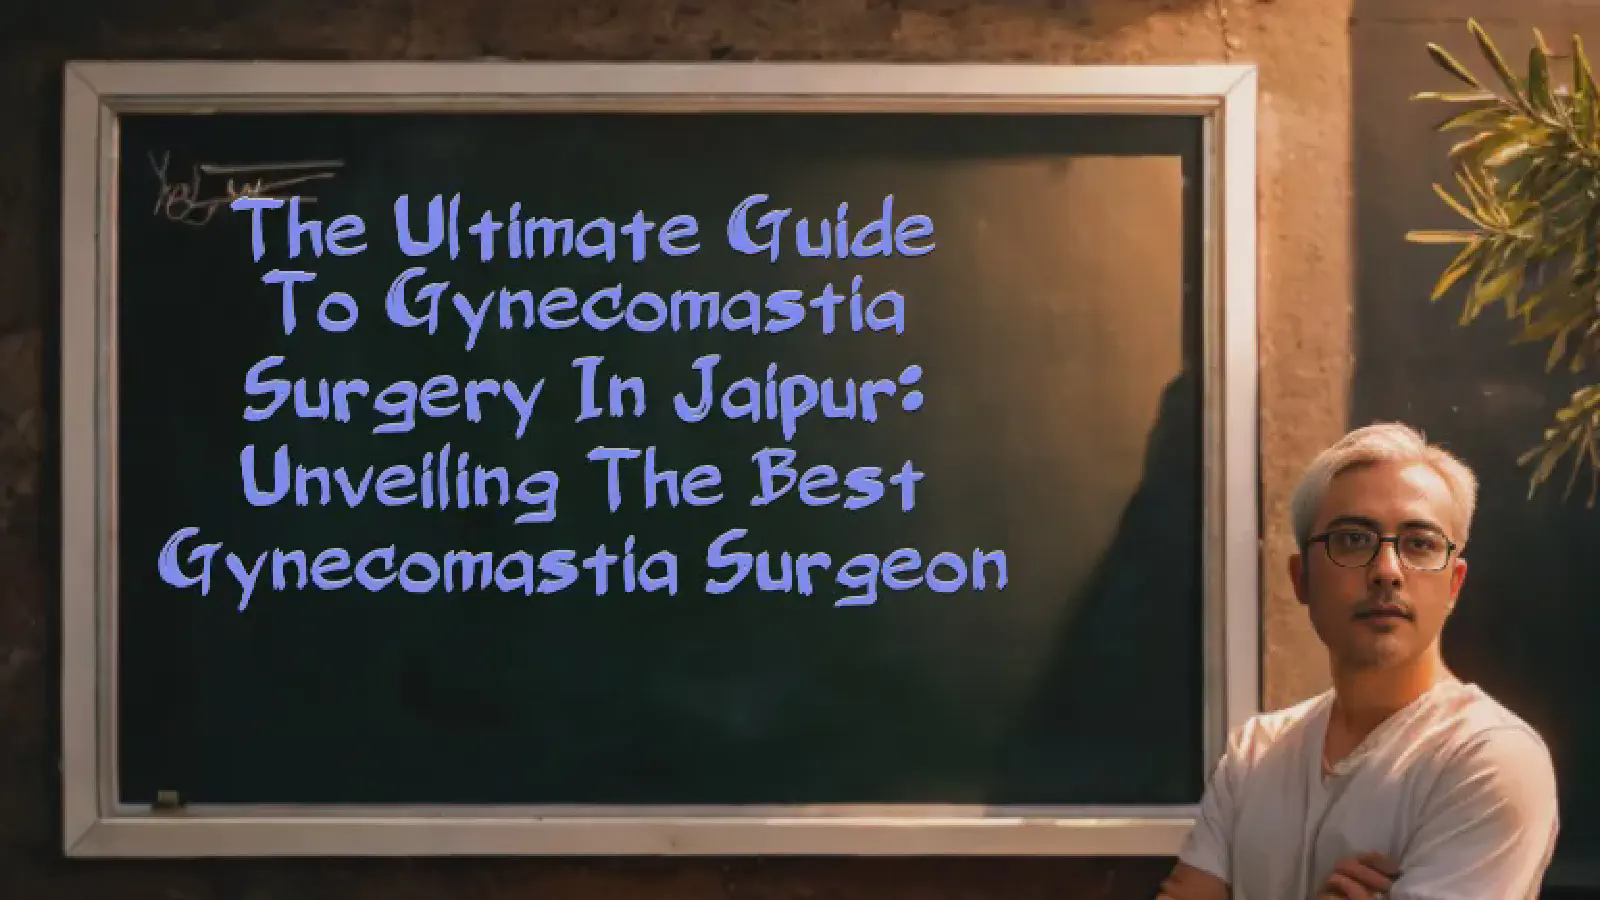 The Ultimate Guide
To Gynecomastia
Surgery In Jaipur:
Unveiling The Best
Gynecomastia Surgeon